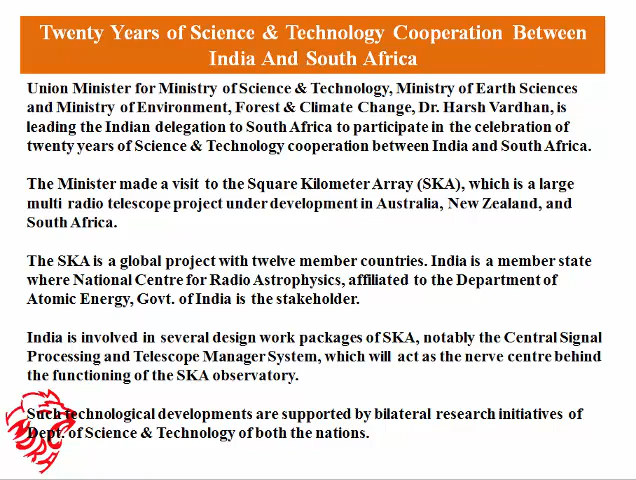 Twenty Years of Science & Technology Cooperation Between
India And South Africa
Union Minister for Ministry of Science & Technology, Ministry of Earth Sciences
and Ministry of Environment, Forest & Climate Change, Dr. Harsh Vardhan, is
leading the Indian delegation to South Africa to participate in the celebration of
twenty years of Science & Technology cooperation between India and South Africa.
The Minister made a visit to the Square Kilometer Array (SKA), which is a large
multi radio telescope project under development in Australia, New Zealand, and
South Africa.
The SKA is a global project with twelve member countries. India is a member state
where National Centre for Radio Astrophysics, affiliated to the Department of
Atomic Energy, Govt. of India is the stakeholder.
India is involved in several design work packages of SKA, notably the Central Signal
Processing and Telescope Manager System, which will act as the nerve centre behind
the functioning of the SKA observatory.
Such technological developments are supported by bilateral research initiatives of
Dept. of Science & Technology of both the nations.